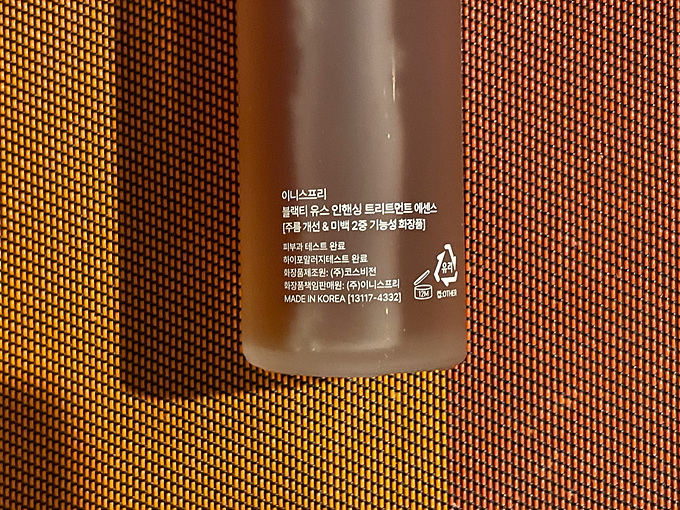 이니스프리
블랙티 유스 인핸싱 트리트먼트 에센스
[주름 개선 & 미백 2중 기능성 화장품]
피부과 테스트 완료
하이포알러지테스트 완료
화장품제조원: (주)코스비전
화장품책임판매원: (주)이니스프리
MADE IN KOREA [13117-4332]
12M
유리
캡:OTHER